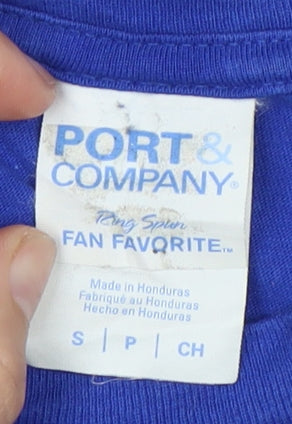 PORT &
COMPANY®
Ring Spun
FAN FAVORITE™
Made in Honduras
Fabriqué au Honduras
Hecho en Honduras
S | P | CH